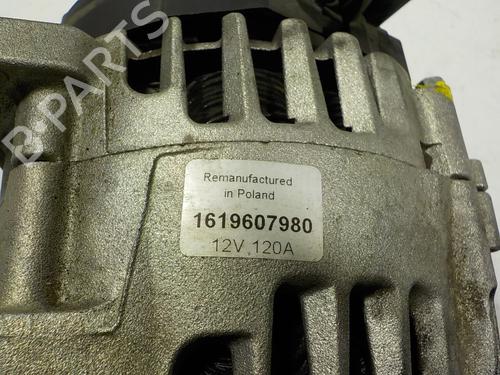 B-PARTS
Remanufactured
in Poland
1619607980
12V, 120A